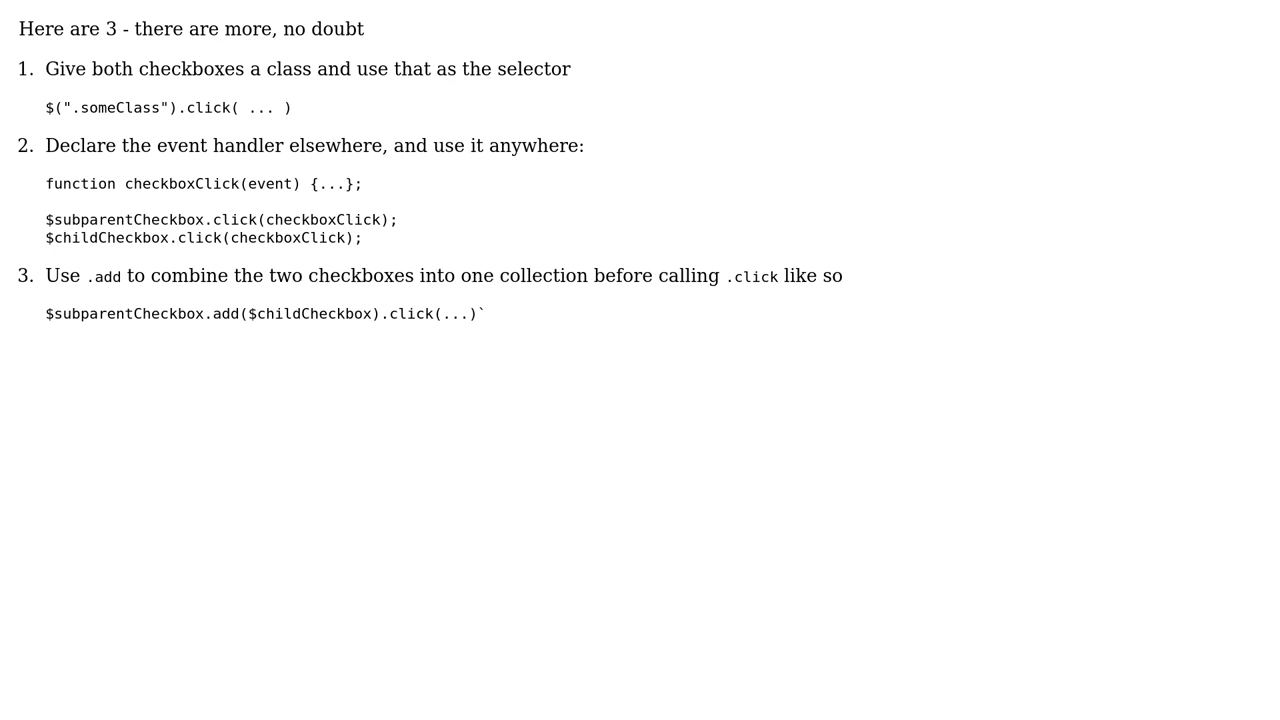 Here are 3 - there are more, no doubt
1. Give both checkboxes a class and use that as the selector
$(".someClass").click( ... )
2. Declare the event handler elsewhere, and use it anywhere:
function checkboxClick(event) {...};
$subparentCheckbox.click(checkboxClick);
$childCheckbox.click(checkboxClick);
3. Use .add to combine the two checkboxes into one collection before calling .click like so
$subparentCheckbox.add($childCheckbox).click(...)`